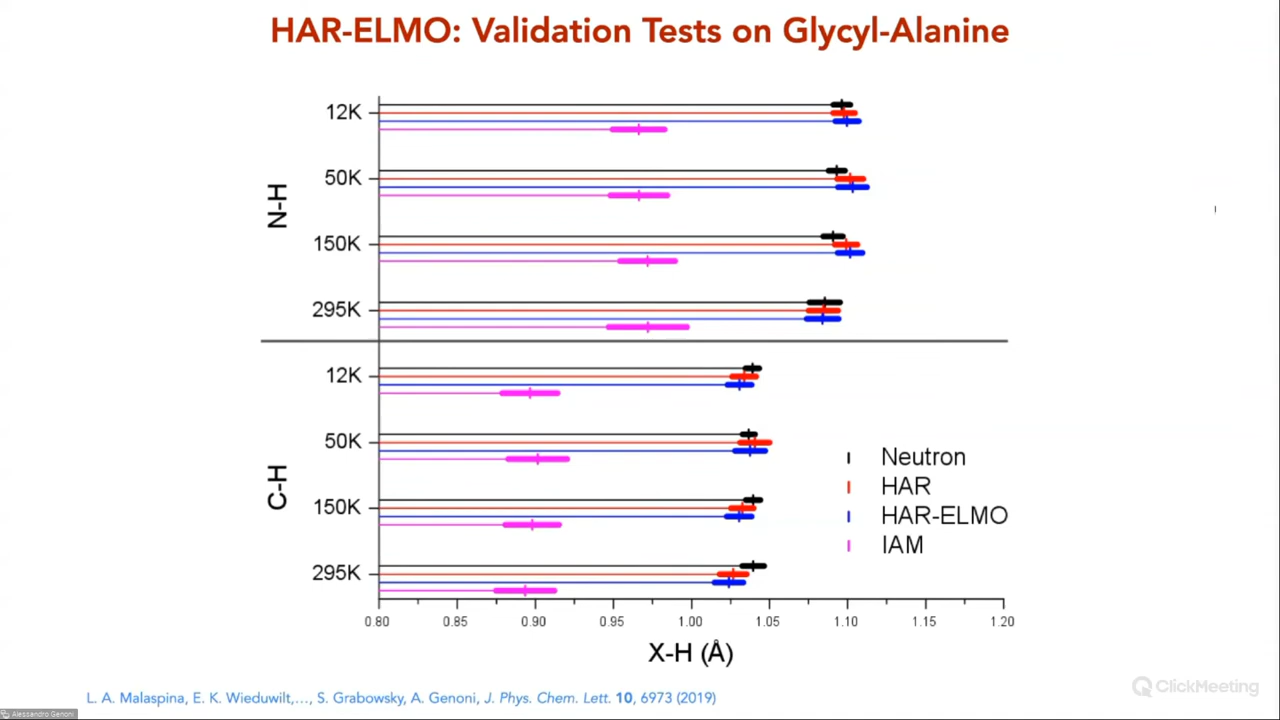 HAR-ELMO: Validation Tests on Glycyl-Alanine
N-H
12K
50K
150K
295K
C-H
12K
50K
150K
295K
Neutron
HAR
HAR-ELMO
IAM
0.80 0.85 0.90 0.95 1.00 1.05 1.10 1.15 1.20
X-H (Å)
L. A. Malaspina, E. K. Wieduwilt,…, S. Grabowsky, A. Genoni, J. Phys. Chem. Lett. 10, 6973 (2019)
ClickMeeting
Alessandro Genoni